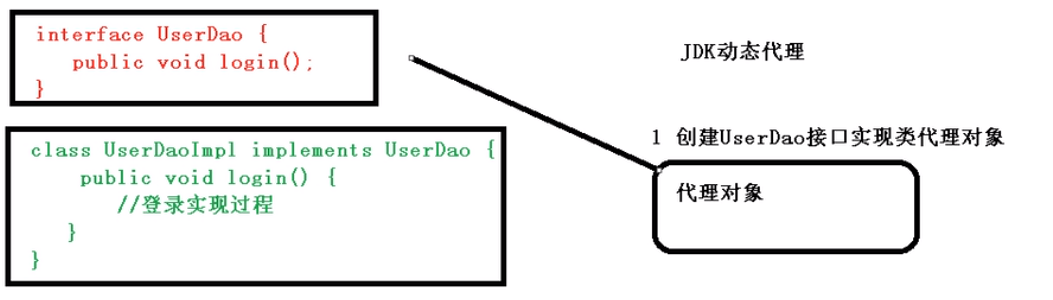 interface UserDao {
public void login();
}
JDK动态代理
class UserDaoImpl implements UserDao {
public void login() {
//登录实现过程
}
}
1 创建UserDao接口实现类代理对象
代理对象